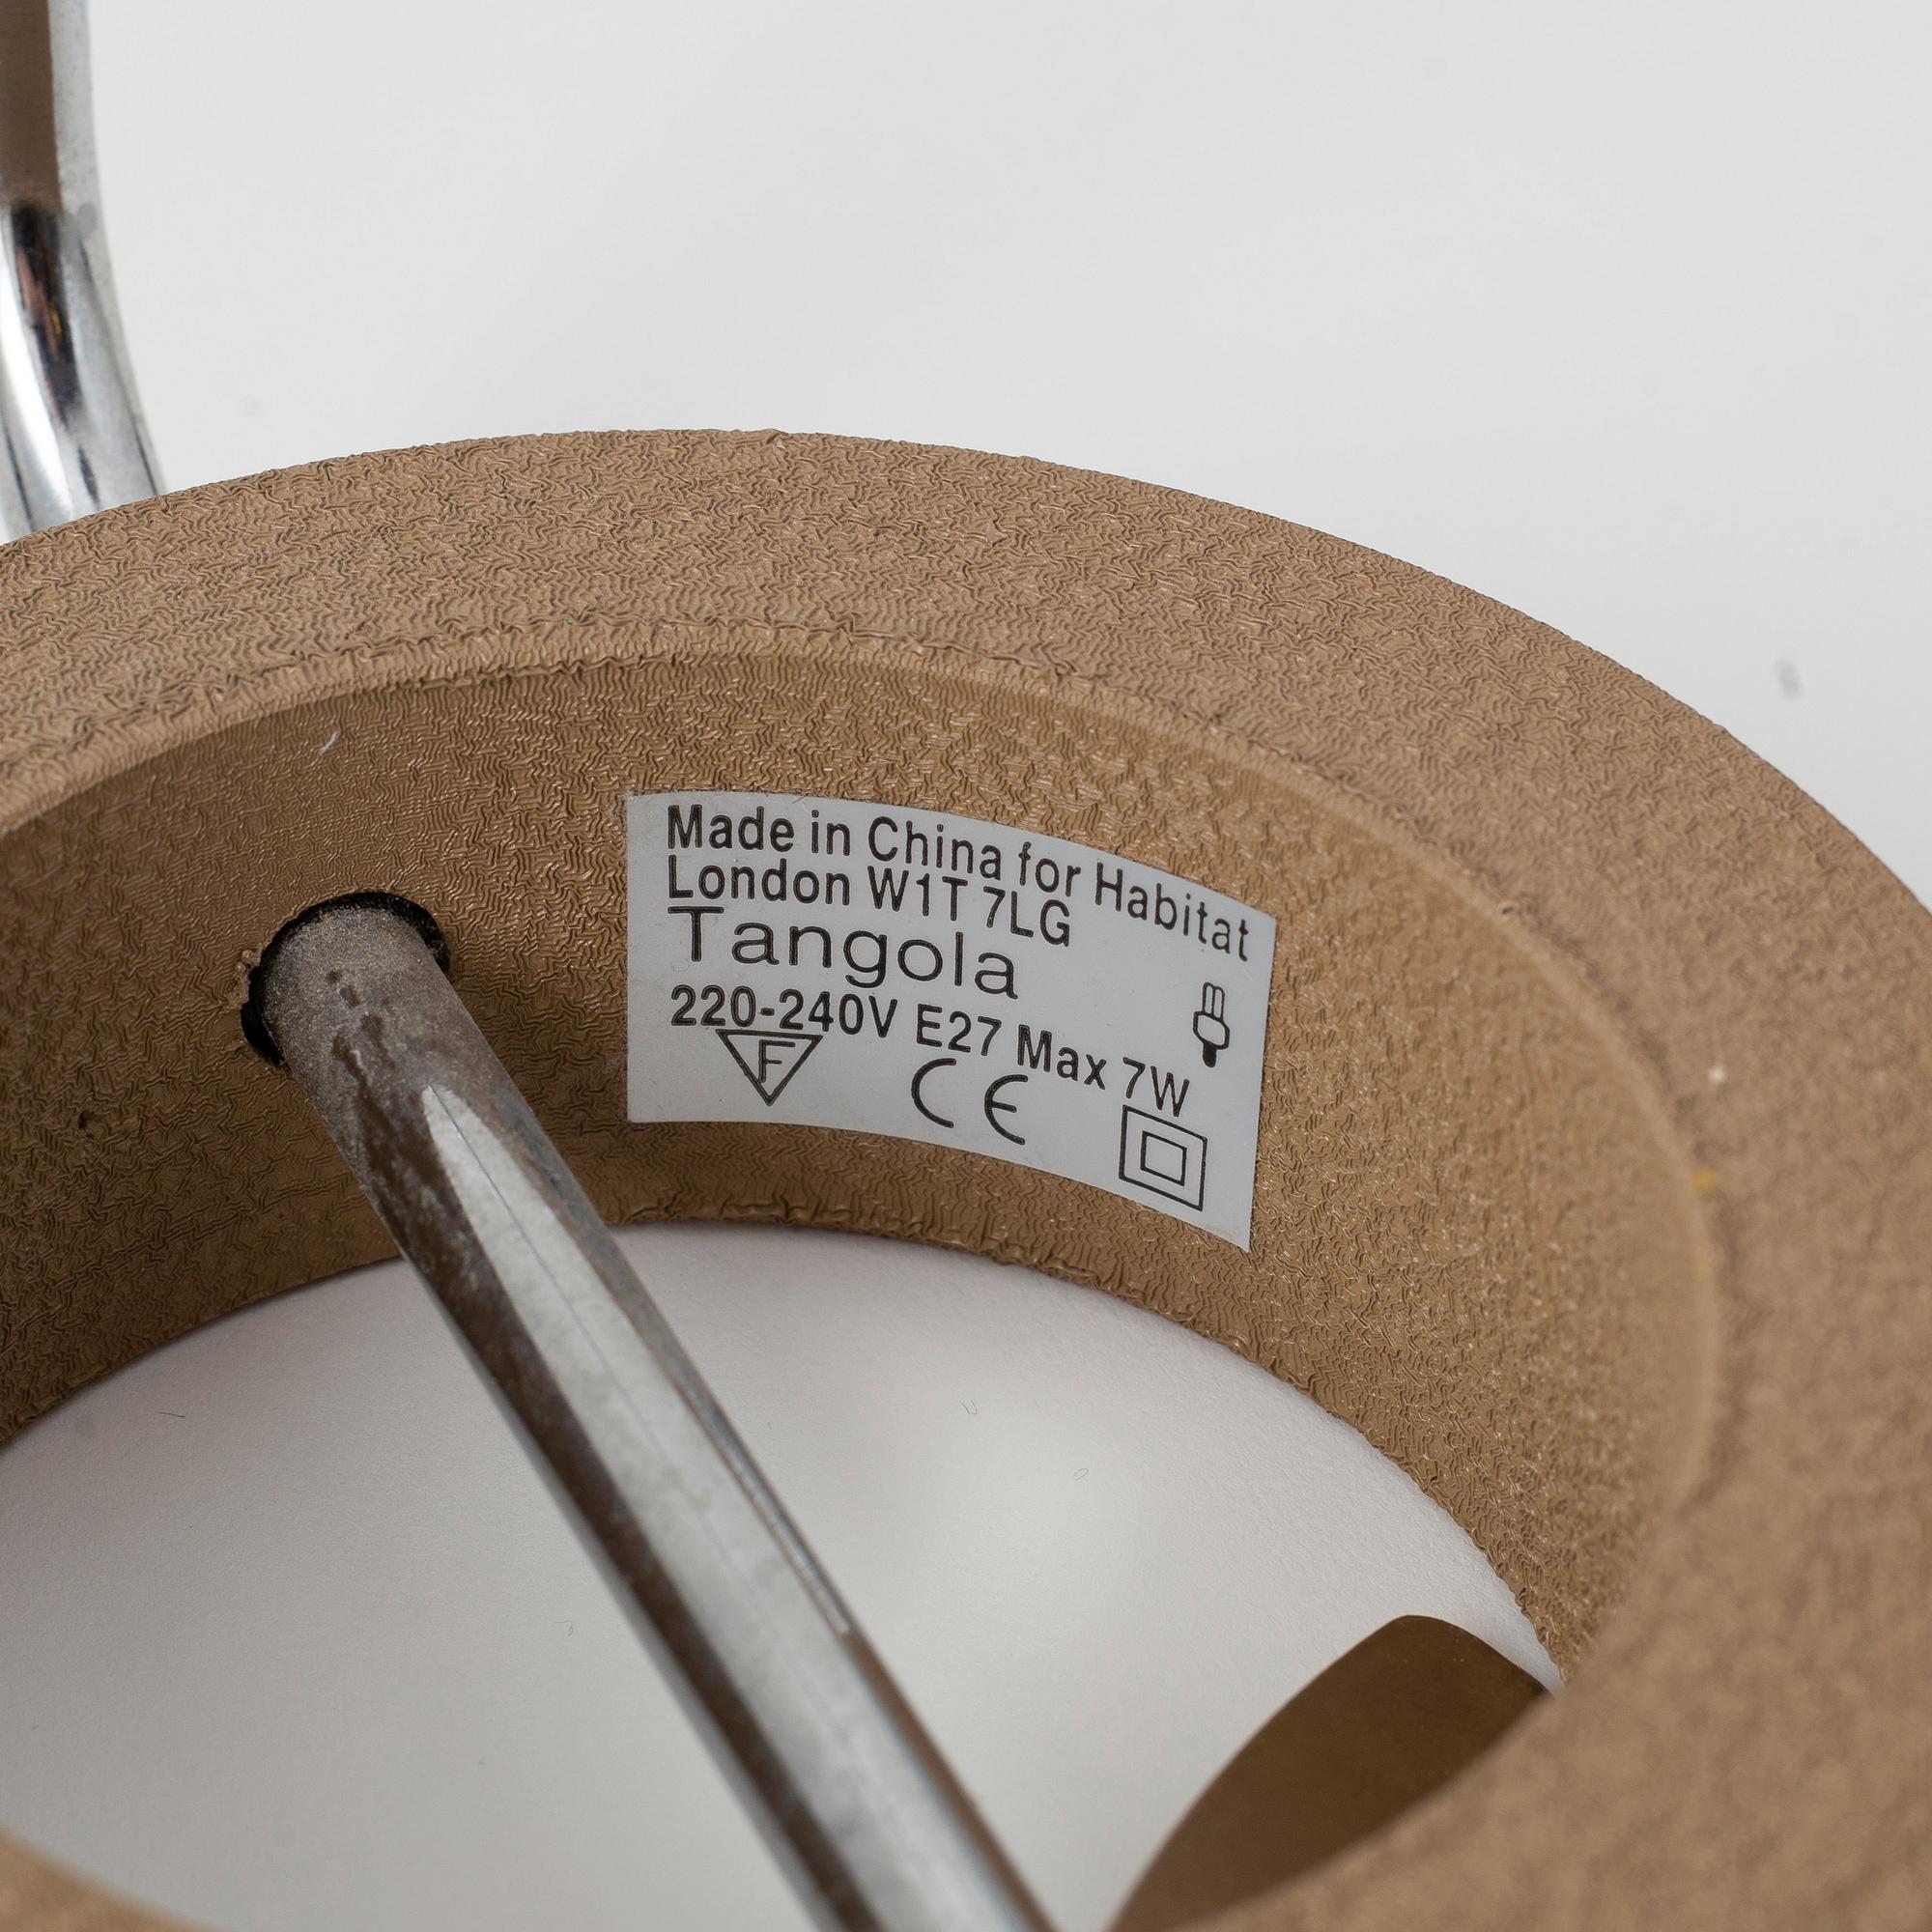 Made in China for Habitat
London W1T 7LG
Tangola
220-240V E27 Max 7W
F
CE